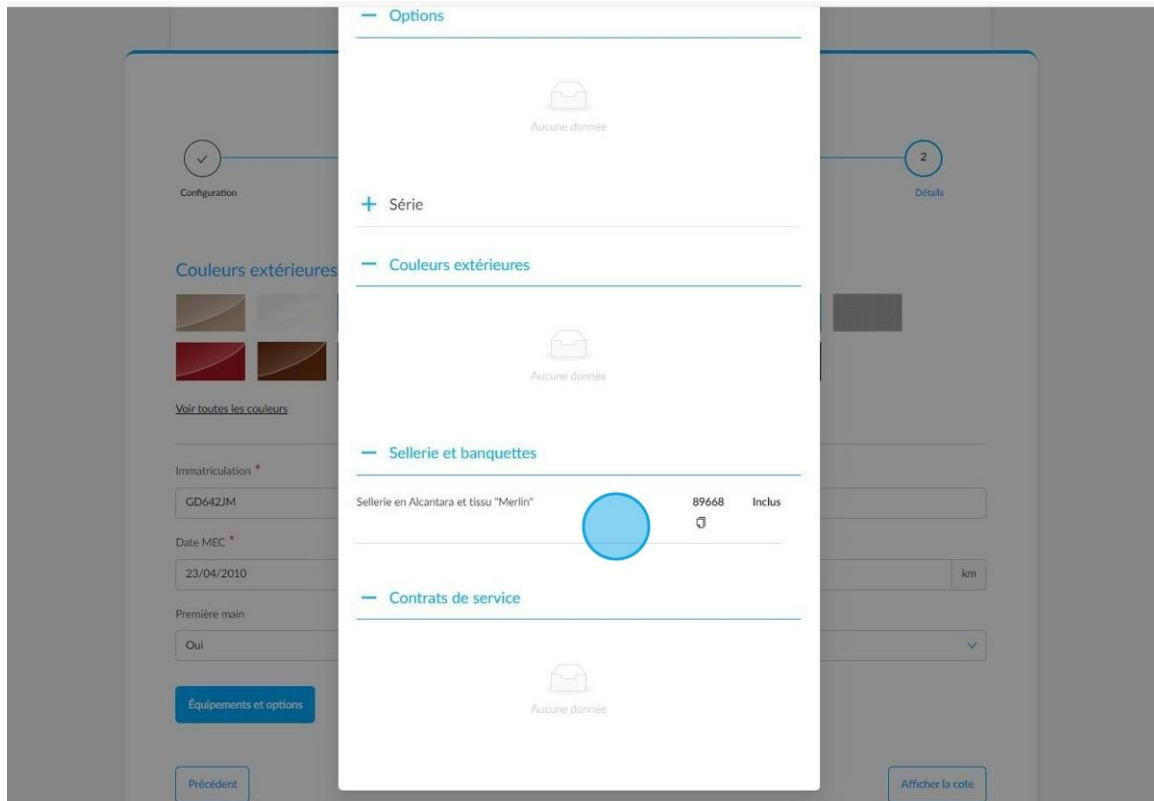 Options
Aucune donnée
Configuration
2
Détails
Série
Couleurs extérieures
Couleurs extérieures
Aucune donnée
Voir toutes les couleurs
Sellerie et banquettes
Immatriculation *
GD642JM
Sellerie en Alcantara et tissu "Merlin" 89668 Inclus
Date MEC *
23/04/2010
km
Contrats de service
Première main
Oui
Aucune donnée
Équipements et options
Précédent
Afficher la cote